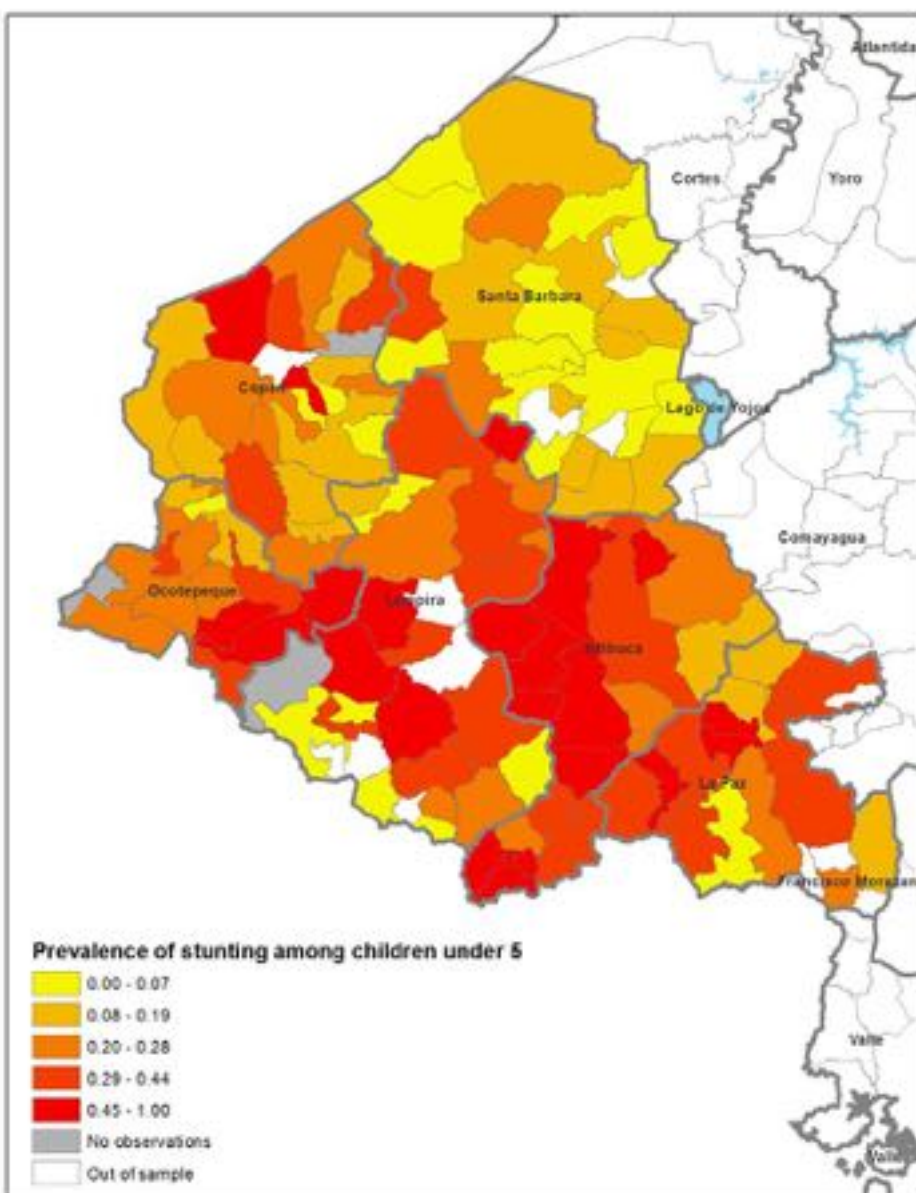 Atlantida
Cortes
Yoro
Santa Barbara
Copan
Lago de Yojoa
Comayagua
Ocotepeque
Lempira
Intibuca
La Paz
Francisco Morazan
Prevalence of stunting among children under 5
0.00 - 0.07
0.08 - 0.19
0.20 - 0.28
0.29 - 0.44
0.45 - 1.00
No observations
Out of sample
Valle
Valle